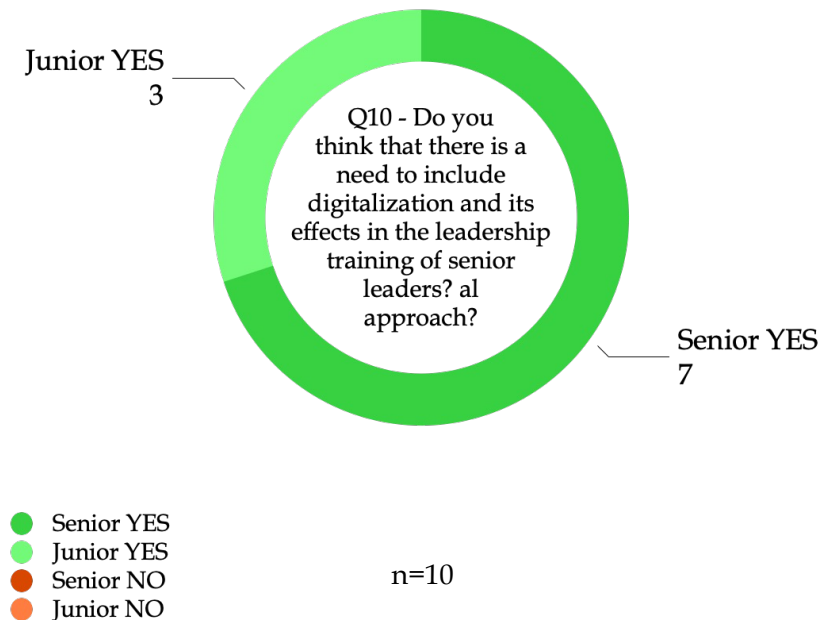 Junior YES
3
Q10 - Do you
think that there is a
need to include
digitalization and its
effects in the leadership
training of senior
leaders? al
approach?
Senior YES
7
Senior YES
Junior YES
Senior NO
Junior NO
n=10